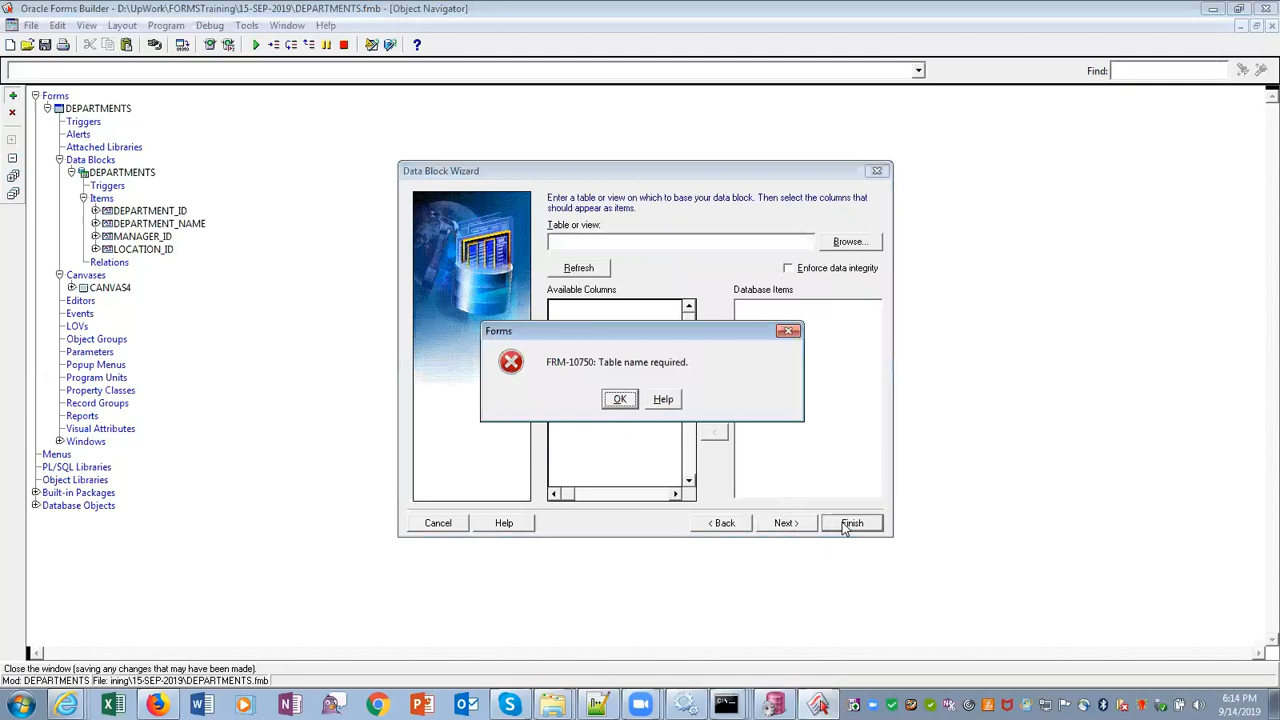 Oracle Forms Builder - D:\UpWork\FORMSTraining\15-SEP-2019\DEPARTMENTS.fmb - [Object Navigator]
File Edit View Layout Program Debug Tools Window Help
Find:
Forms
DEPARTMENTS
Triggers
Alerts
Attached Libraries
Data Blocks
DEPARTMENTS
Triggers
Items
DEPARTMENT_ID
DEPARTMENT_NAME
MANAGER_ID
LOCATION_ID
Relations
Canvases
CANVAS4
Editors
Events
LOVs
Object Groups
Parameters
Popup Menus
Program Units
Property Classes
Record Groups
Reports
Visual Attributes
Windows
Menus
PL/SQL Libraries
Object Libraries
Built-in Packages
Database Objects
Data Block Wizard
Enter a table or view on which to base your data block. Then select the columns that
should appear as items.
Table or view:
Browse...
Refresh
Enforce data integrity
Available Columns
Database Items
Forms
FRM-10750: Table name required.
OK
Help
<
Cancel
Help
< Back
Next >
Finish
Close the window (saving any changes that may have been made).
Mod: DEPARTMENTS File: ining\15-SEP-2019\DEPARTMENTS.fmb
6:14 PM
9/14/2019